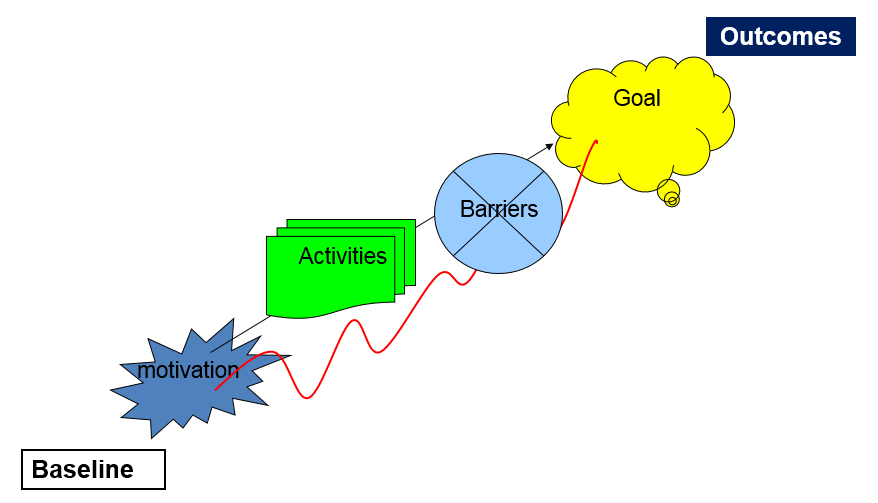 Outcomes
Goal
Barriers
Activities
motivation
Baseline